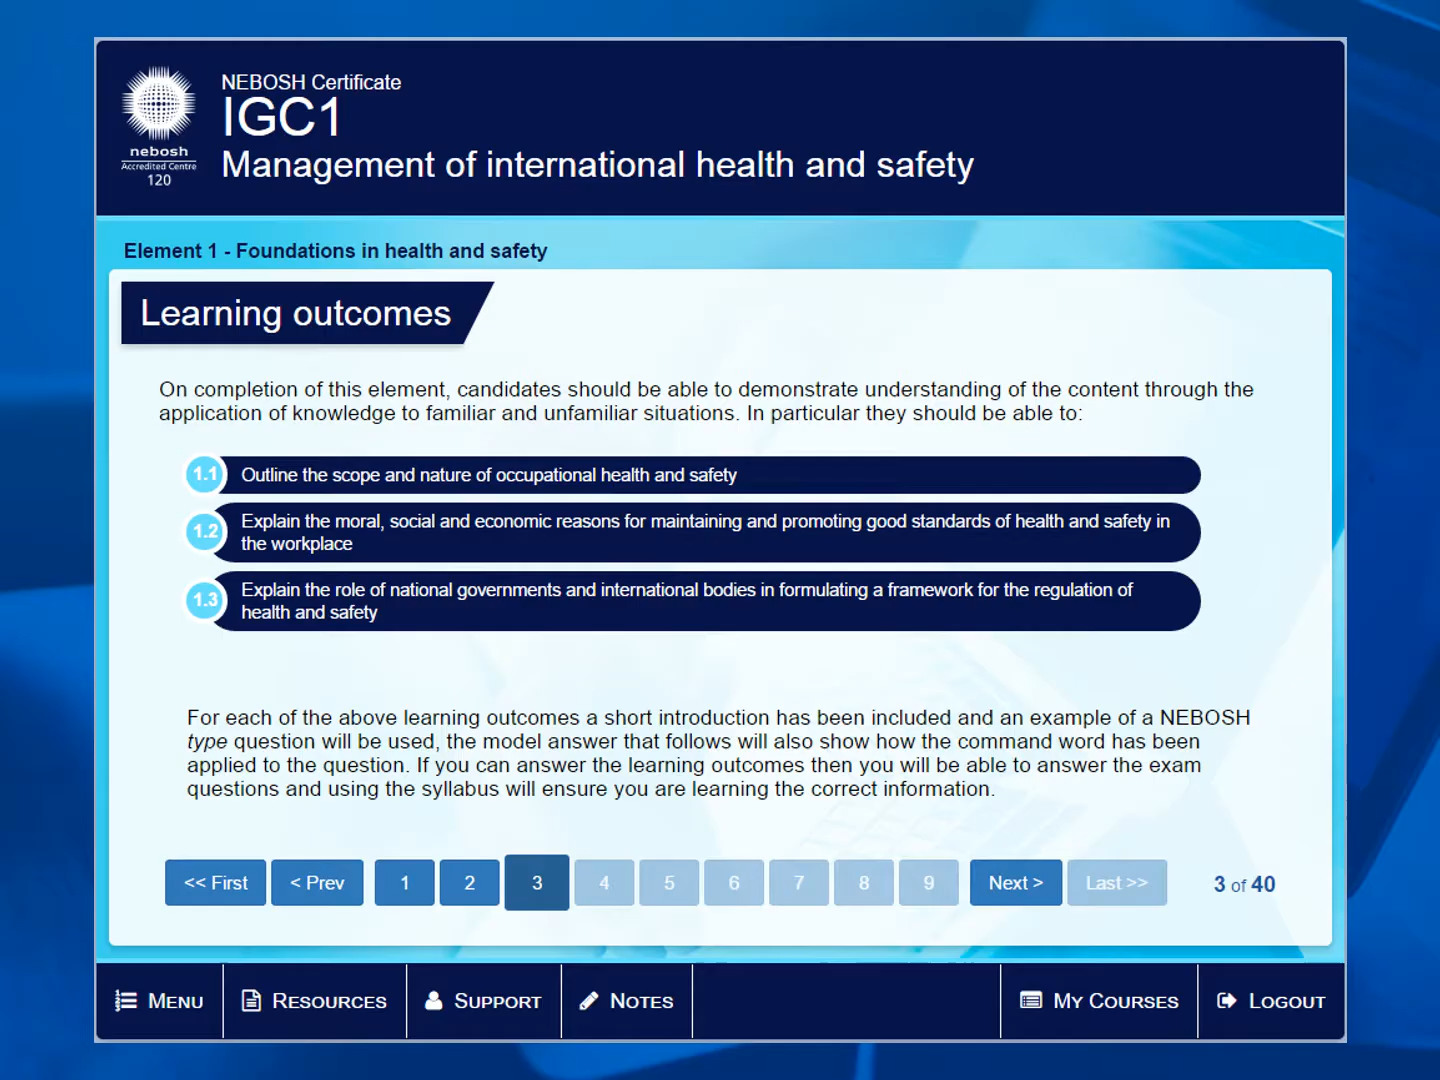 NEBOSH Certificate
IGC1
Management of international health and safety
nebosh
Accredited Centre
120
Element 1 - Foundations in health and safety
Learning outcomes
On completion of this element, candidates should be able to demonstrate understanding of the content through the
application of knowledge to familiar and unfamiliar situations. In particular they should be able to:
1.1 Outline the scope and nature of occupational health and safety
1.2 Explain the moral, social and economic reasons for maintaining and promoting good standards of health and safety in
the workplace
1.3 Explain the role of national governments and international bodies in formulating a framework for the regulation of
health and safety
For each of the above learning outcomes a short introduction has been included and an example of a NEBOSH
type question will be used, the model answer that follows will also show how the command word has been
applied to the question. If you can answer the learning outcomes then you will be able to answer the exam
questions and using the syllabus will ensure you are learning the correct information.
<< First < Prev 1 2 3 4 5 6 7 8 9 Next > Last >> 3 of 40
MENU RESOURCES SUPPORT NOTES MY COURSES LOGOUT